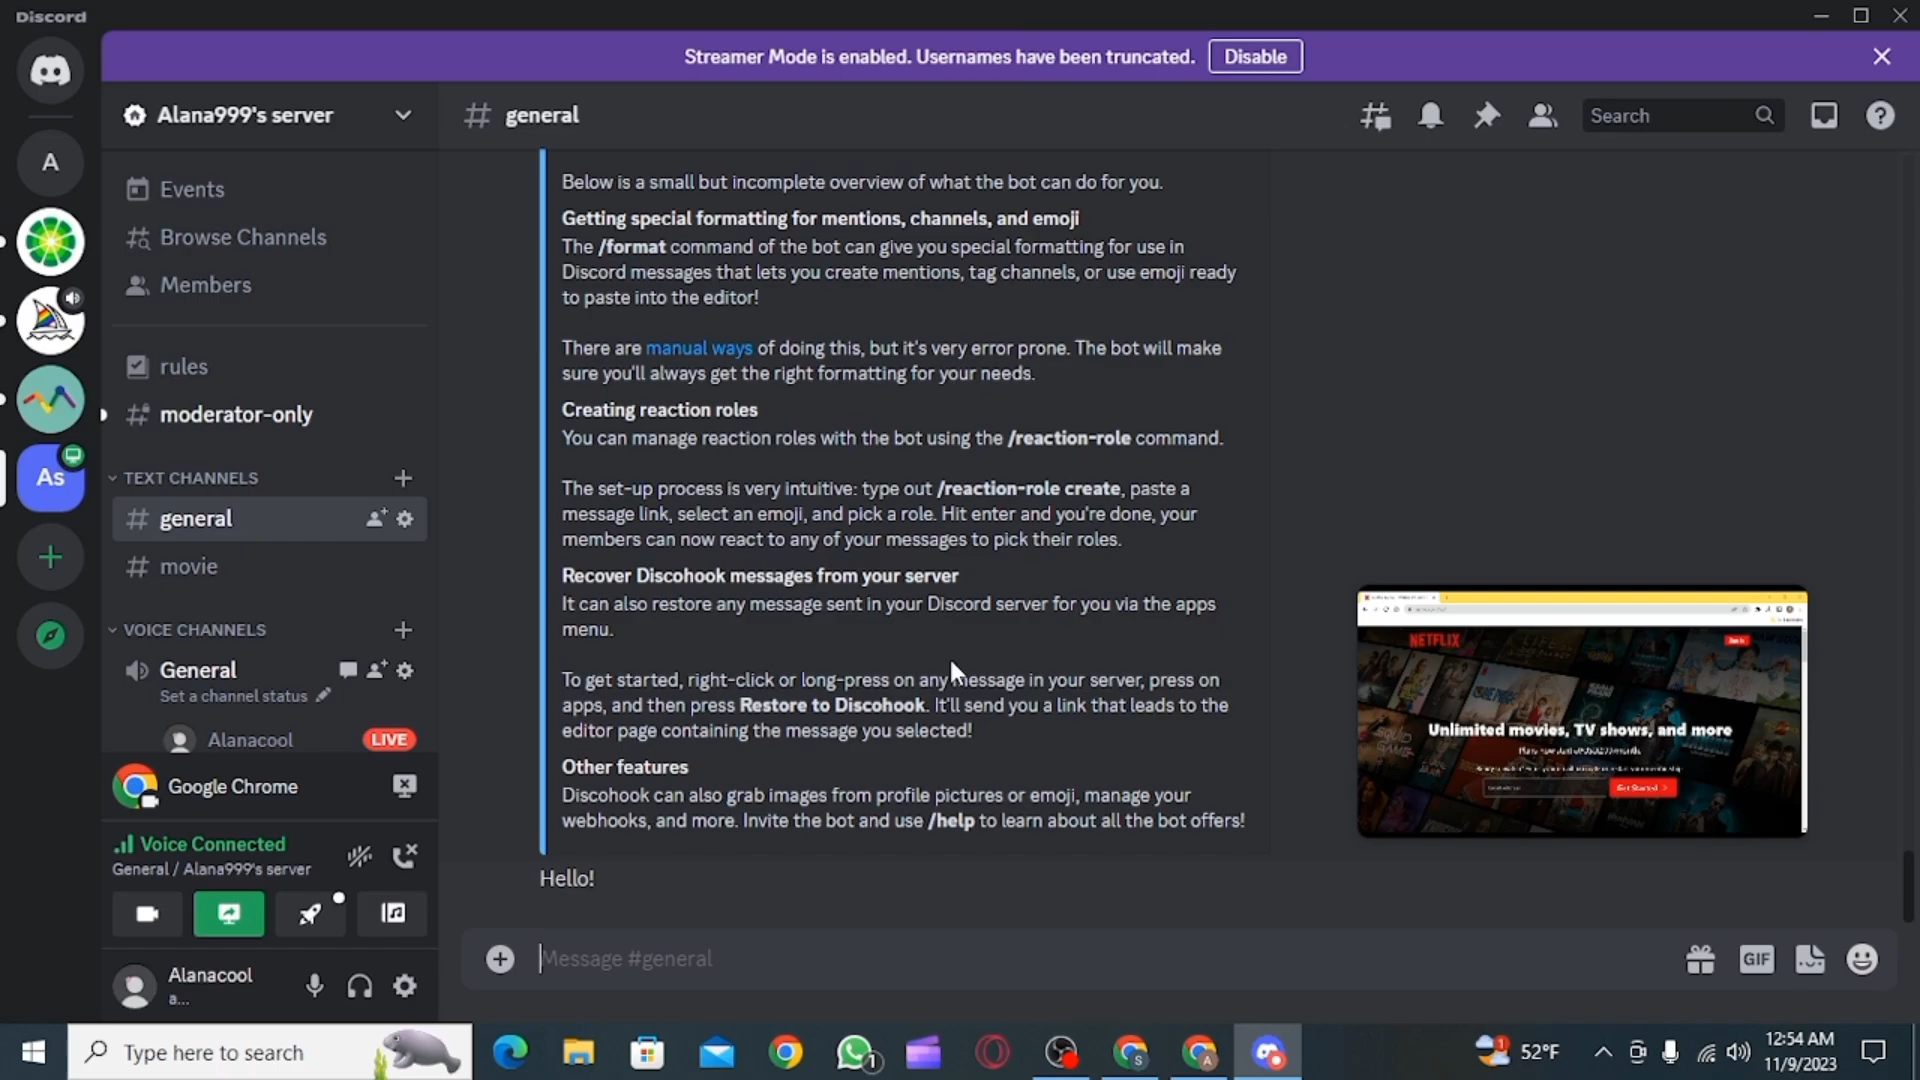 Discord
Streamer Mode is enabled. Usernames have been truncated.
Disable
Alana999's server
general
Search
A
As
Events
Browse Channels
Members
rules
moderator-only
TEXT CHANNELS
general
movie
VOICE CHANNELS
General
Set a channel status
Alanacool
LIVE
Google Chrome
Voice Connected
General / Alana999's server
Alanacool
a...
Below is a small but incomplete overview of what the bot can do for you.
Getting special formatting for mentions, channels, and emoji
The /format command of the bot can give you special formatting for use in
Discord messages that lets you create mentions, tag channels, or use emoji ready
to paste into the editor!
There are manual ways of doing this, but it's very error prone. The bot will make
sure you'll always get the right formatting for your needs.
Creating reaction roles
You can manage reaction roles with the bot using the /reaction-role command.
The set-up process is very intuitive: type out /reaction-role create, paste a
message link, select an emoji, and pick a role. Hit enter and you're done, your
members can now react to any of your messages to pick their roles.
Recover Discohook messages from your server
It can also restore any message sent in your Discord server for you via the apps
menu.
To get started, right-click or long-press on any message in your server, press on
apps, and then press Restore to Discohook. It'll send you a link that leads to the
editor page containing the message you selected!
Other features
Discohook can also grab images from profile pictures or emoji, manage your
webhooks, and more. Invite the bot and use /help to learn about all the bot offers!
Hello!
NETFLIX
SQUID
GAME
Unlimited movies, TV shows, and more
Get Started
Message #general
GIF
Type here to search
1
S
A
1
52°F
12:54 AM
11/9/2023